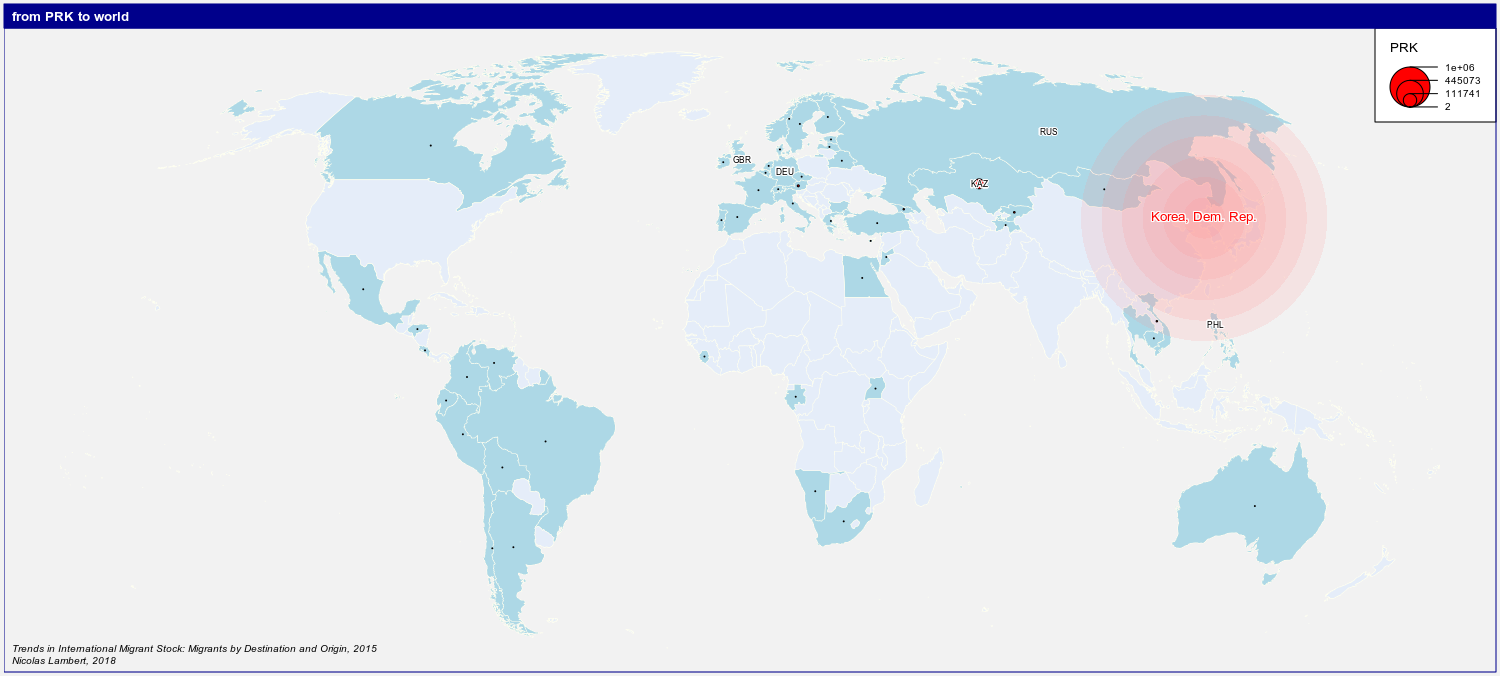 from PRK to world
PRK
1e+06
445073
111741
2
RUS
GBR
DEU
KAZ
Korea, Dem. Rep.
PHL
Trends in International Migrant Stock: Migrants by Destination and Origin, 2015
Nicolas Lambert, 2018